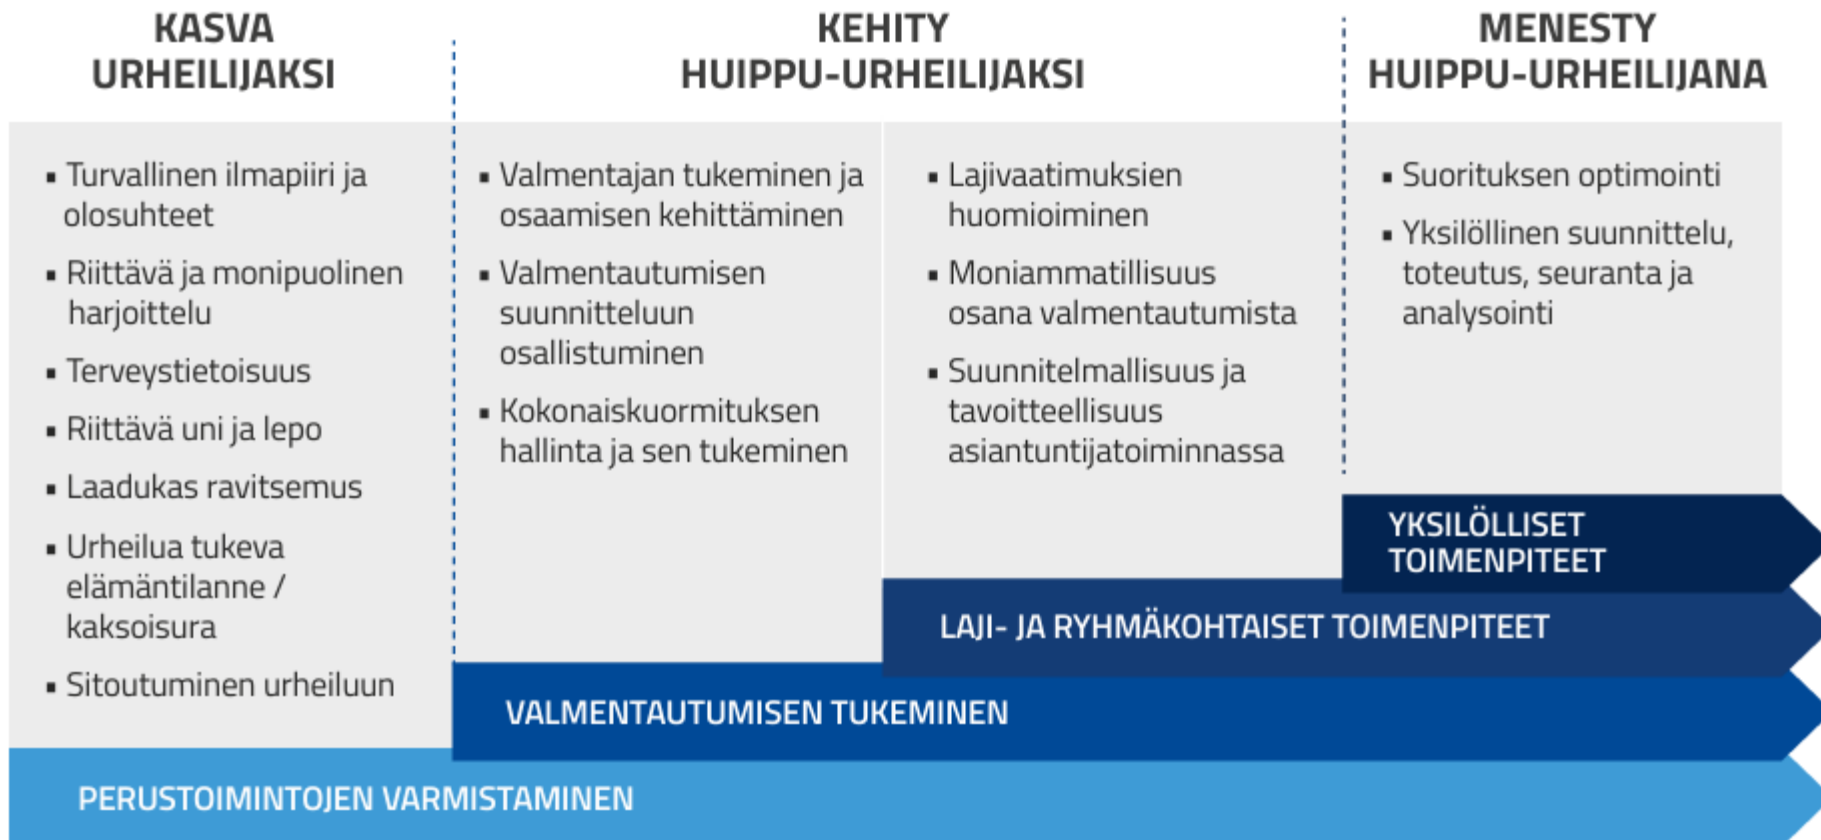 KASVA
URHEILIJAKSI
KEHITY
HUIPPU-URHEILIJAKSI
MENESTY
HUIPPU-URHEILIJANA
▪ Turvallinen ilmapiiri ja
olosuhteet
▪ Riittävä ja monipuolinen
harjoittelu
▪ Terveystietoisuus
▪ Riittävä uni ja lepo
▪ Laadukas ravitsemus
▪ Urheilua tukeva
elämäntilanne /
kaksoisura
▪ Sitoutuminen urheiluun
▪ Valmentajan tukeminen ja
osaamisen kehittäminen
▪ Valmentautumisen
suunnitteluun
osallistuminen
▪ Kokonaiskuormituksen
hallinta ja sen tukeminen
▪ Lajivaatimuksien
huomioiminen
▪ Moniammatillisuus
osana valmentautumista
▪ Suunnitelmallisuus ja
tavoitteellisuus
asiantuntijatoiminnassa
▪ Suorituksen optimointi
▪ Yksilöllinen suunnittelu,
toteutus, seuranta ja
analysointi
YKSILÖLLISET
TOIMENPITEET
LAJI- JA RYHMÄKOHTAISET TOIMENPITEET
VALMENTAUTUMISEN TUKEMINEN
PERUSTOIMINTOJEN VARMISTAMINEN